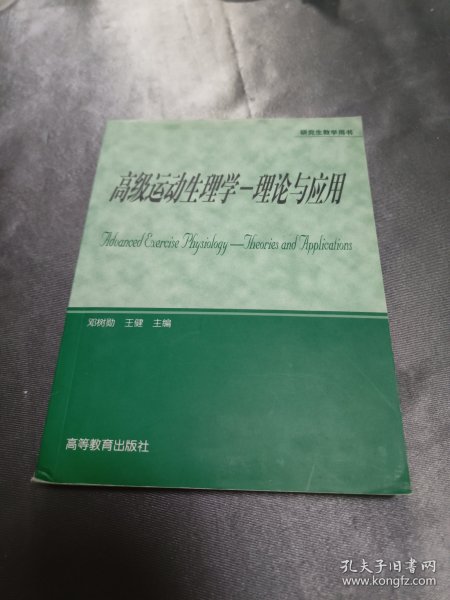 研究生教学用书
高级运动生理学-理论与应用
Advanced Exercise Physiology—Theories and Applications
邓树勋 王健 主编
高等教育出版社
孔夫子旧书网
www.kongfz.com